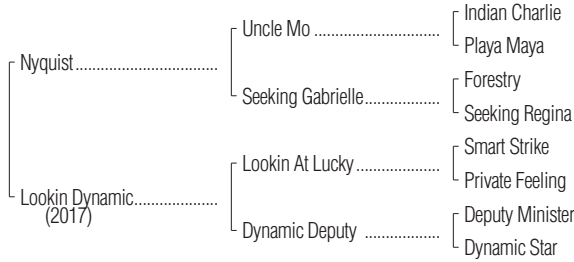 Indian Charlie
Uncle Mo ................................
Playa Maya
Nyquist.....................................
Forestry
Seeking Gabrielle...................
Seeking Regina
Smart Strike
Lookin At Lucky .....................
Private Feeling
Lookin Dynamic.....................
(2017)
Deputy Minister
Dynamic Deputy ...................
Dynamic Star